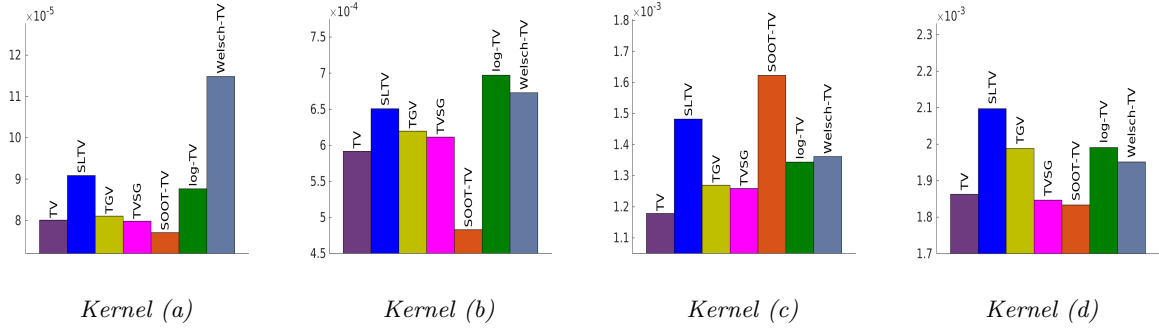 ×10⁻⁵
12
11
10
9
8
TV
SLTV
TGV
TVSG
SOOT-TV
log-TV
Welsch-TV
Kernel (a)
×10⁻⁴
7
6.5
6
5.5
5
4.5
TV
SLTV
TGV
TVSG
SOOT-TV
log-TV
Welsch-TV
Kernel (b)
×10⁻³
1.8
1.7
1.6
1.5
1.4
1.3
1.2
1.1
TV
SLTV
TGV
TVSG
SOOT-TV
log-TV
Welsch-TV
Kernel (c)
×10⁻³
2.3
2.2
2.1
2
1.9
1.8
1.7
TV
SLTV
TGV
TVSG
SOOT-TV
log-TV
Welsch-TV
Kernel (d)